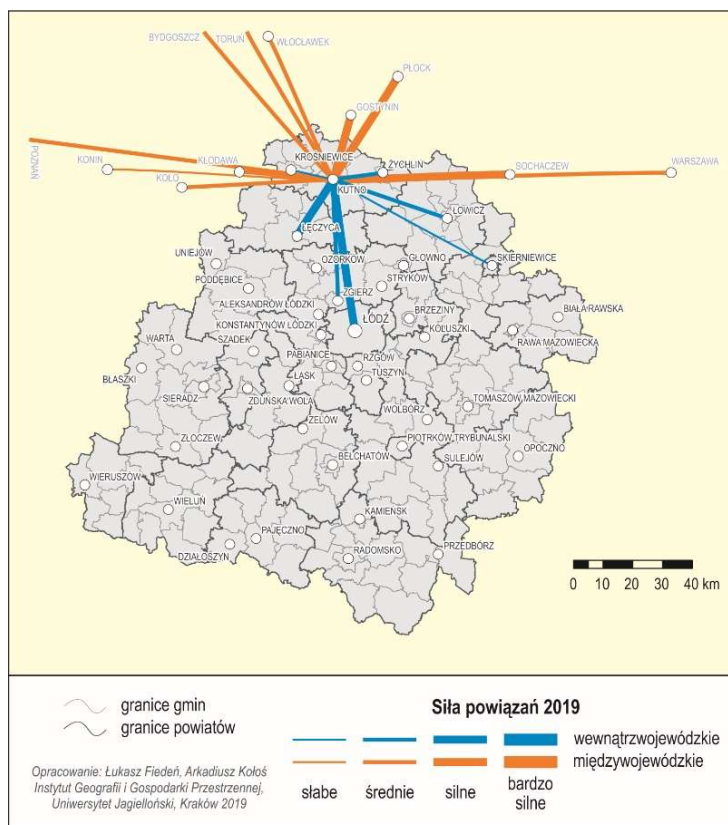 BYDGOSZCZ
TORUŃ
WŁOCŁAWEK
PŁOCK
GOSTYNIN
POZNAŃ
KONIN
KOŁO
KŁODAWA
KROŚNIEWICE
ŻYCHLIN
KUTNO
SOCHACZEW
WARSZAWA
ŁOWICZ
ŁĘCZYCA
SKIERNIEWICE
UNIEJÓW
OZORKÓW
GŁOWNO
PODDĘBICE
STRYKÓW
ZGIERZ
ALEKSANDRÓW ŁÓDZKI
BRZEZINY
BIAŁA RAWSKA
KONSTANTYNÓW ŁÓDZKI
ŁÓDŹ
KOLUSZKI
RAWA MAZOWIECKA
WARTA
SZADEK
PABIANICE
RZGÓW
BŁASZKI
ŁASK
TUSZYN
SIERADZ
ZDUŃSKA WOLA
WOLBÓRZ
TOMASZÓW MAZOWIECKI
ZELÓW
ZŁOCZEW
PIOTRKÓW TRYBUNALSKI
BEŁCHATÓW
SULEJÓW
OPOCZNO
WIERUSZÓW
WIELUŃ
KAMIEŃSK
PAJĘCZNO
DZIAŁOSZYN
RADOMSKO
PRZEDBÓRZ
0 5 10 20 30 40 km
granice gmin
granice powiatów
Opracowanie: Łukasz Fiedeń, Arkadiusz Kołoś
Instytut Geografii i Gospodarki Przestrzennej,
Uniwersytet Jagielloński, Kraków 2019
Siła powiązań 2019
wewnątrzwojewódzkie
międzywojewódzkie
słabe średnie silne bardzo
silne